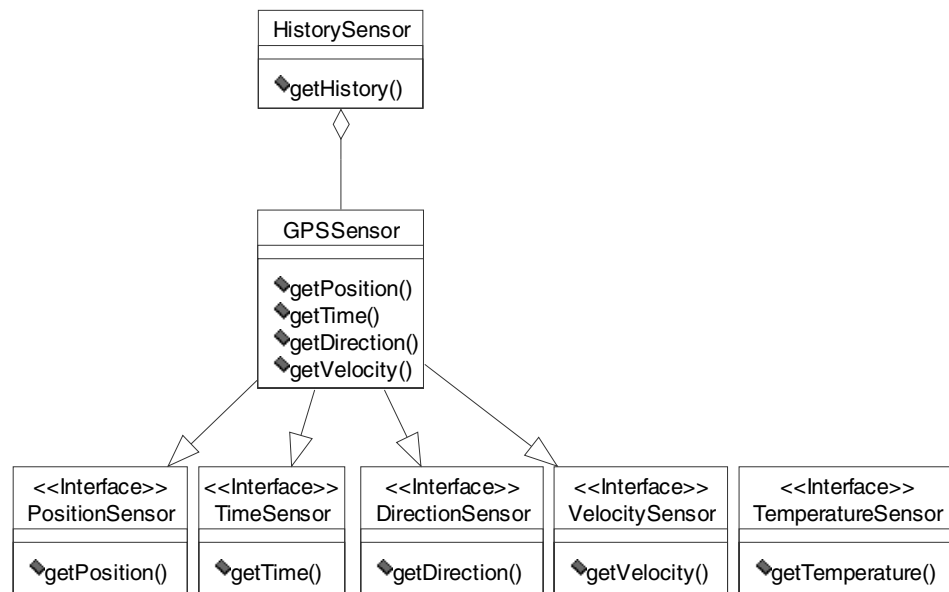 HistorySensor
getHistory()
GPSSensor
getPosition()
getTime()
getDirection()
getVelocity()
<<Interface>>
PositionSensor
getPosition()
<<Interface>>
TimeSensor
getTime()
<<Interface>>
DirectionSensor
getDirection()
<<Interface>>
VelocitySensor
getVelocity()
<<Interface>>
TemperatureSensor
getTemperature()